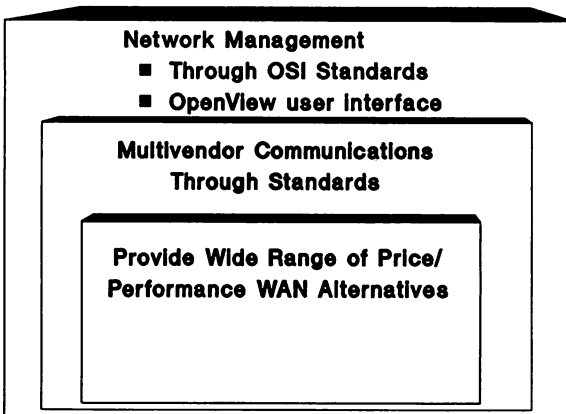 Network Management
■ Through OSI Standards
■ OpenView user interface
Multivendor Communications
Through Standards
Provide Wide Range of Price/
Performance WAN Alternatives